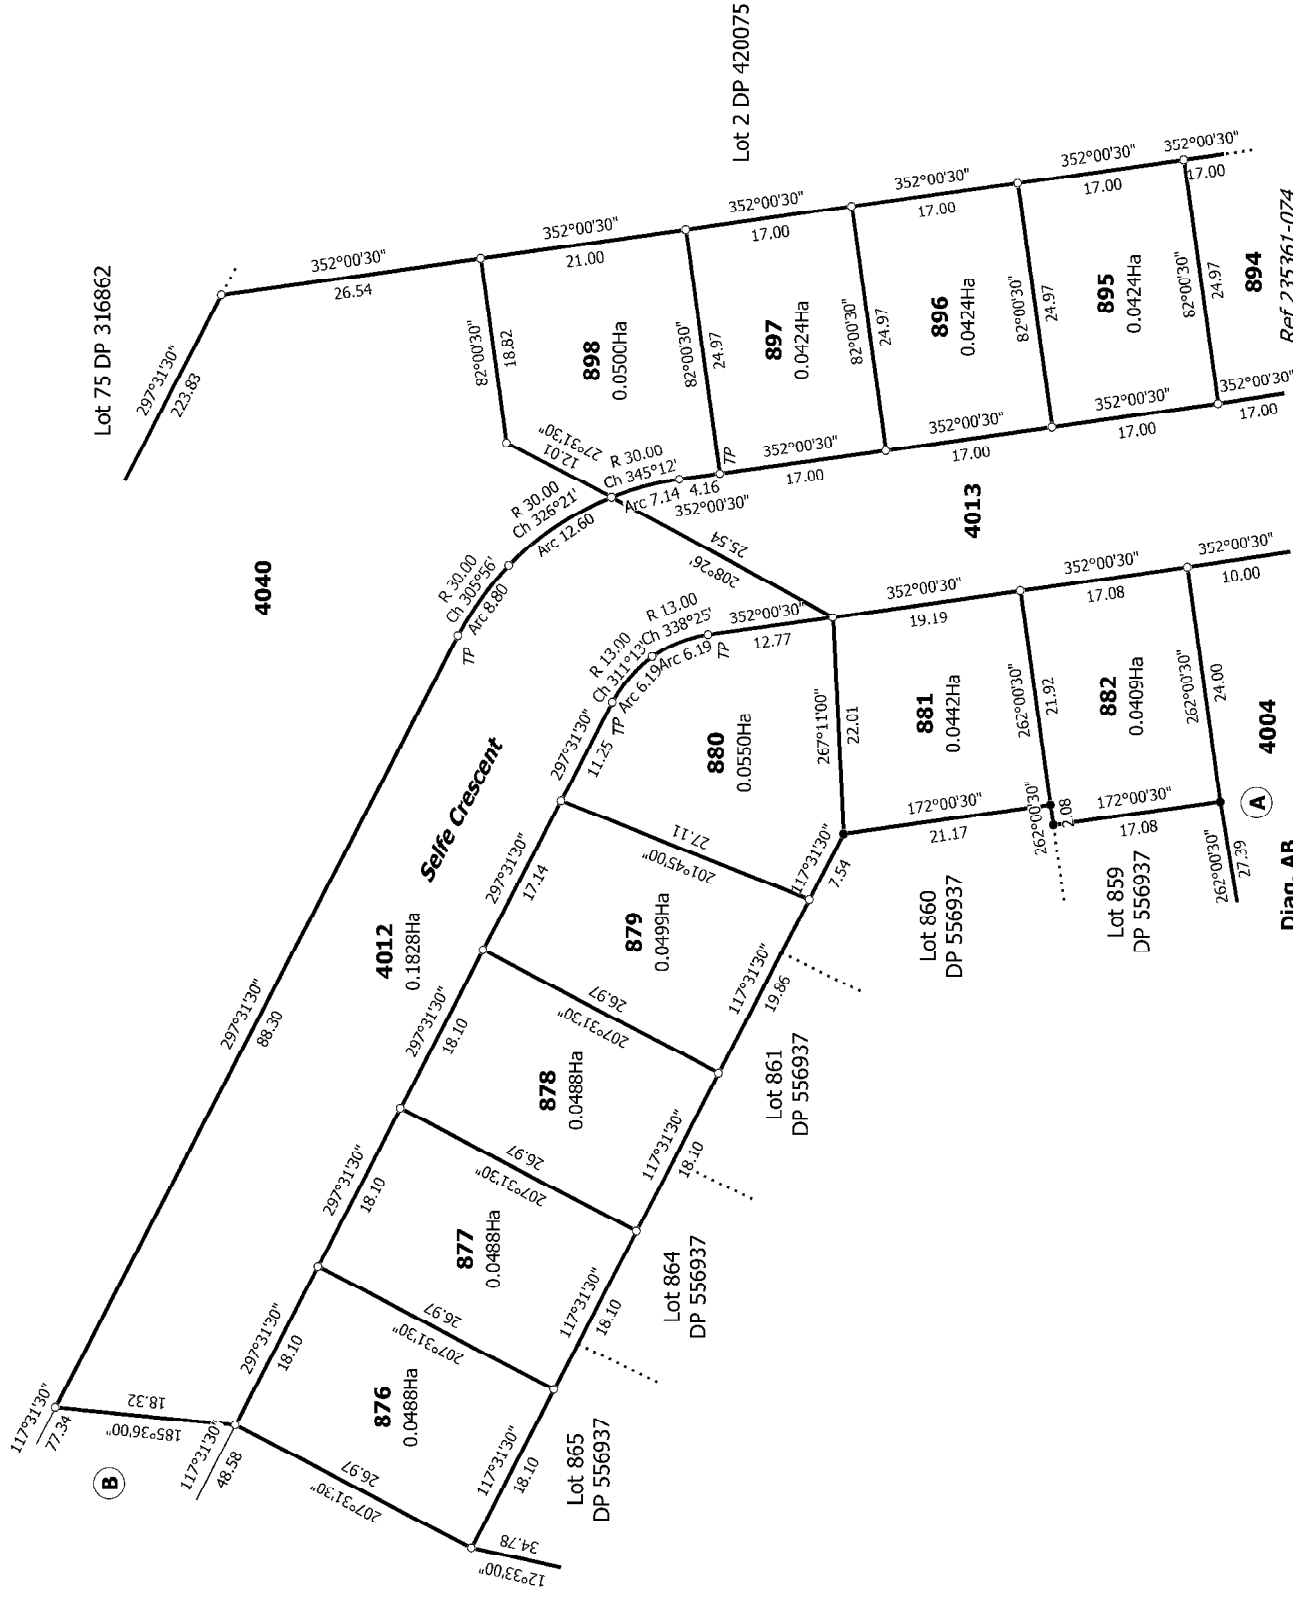 Lot 75 DP 316862
Lot 2 DP 420075
297°31'30"
223.83
352°00'30"
26.54
352°00'30"
21.00
352°00'30"
17.00
352°00'30"
17.00
352°00'30"
17.00
352°00'30"
17.00
82°00'30"
18.82
898
0.0500Ha
82°00'30"
24.97
897
0.0424Ha
82°00'30"
24.97
896
0.0424Ha
82°00'30"
24.97
895
0.0424Ha
82°00'30"
24.97
894
Ref 235361-074
27°31'30"
12.01
R 30.00
Ch 345°12'
Arc 7.14
4.16
352°00'30"
TP
352°00'30"
17.00
352°00'30"
17.00
352°00'30"
17.00
352°00'30"
17.00
R 30.00
Ch 326°21'
Arc 12.60
R 30.00
Ch 305°56'
Arc 8.80
TP
4040
4013
25.54
208°26'
R 13.00
Ch 338°25'
Arc 6.19
TP
R 13.00
Ch 311°13'
Arc 6.19
TP
352°00'30"
12.77
352°00'30"
19.19
352°00'30"
17.08
352°00'30"
10.00
297°31'30"
11.25
880
0.0550Ha
267°11'00"
22.01
881
0.0442Ha
262°00'30"
21.92
882
0.0409Ha
262°00'30"
24.00
4004
A
172°00'30"
21.17
262°00'30"
2.08
172°00'30"
17.08
262°00'30"
27.39
Diag. AB
Lot 860
DP 556937
Lot 859
DP 556937
Selfe Crescent
4012
0.1828Ha
297°31'30"
88.30
297°31'30"
17.14
27.11
201°45'00"
117°31'30"
7.54
879
0.0499Ha
117°31'30"
19.86
297°31'30"
18.10
26.97
207°31'30"
878
0.0488Ha
Lot 861
DP 556937
117°31'30"
18.10
297°31'30"
18.10
26.97
207°31'30"
877
0.0488Ha
Lot 864
DP 556937
117°31'30"
18.10
297°31'30"
18.10
26.97
207°31'30"
876
0.0488Ha
Lot 865
DP 556937
117°31'30"
18.10
117°31'30"
77.34
18.32
185°36'00"
117°31'30"
48.58
B
26.97
207°31'30"
34.78
12°33'00"